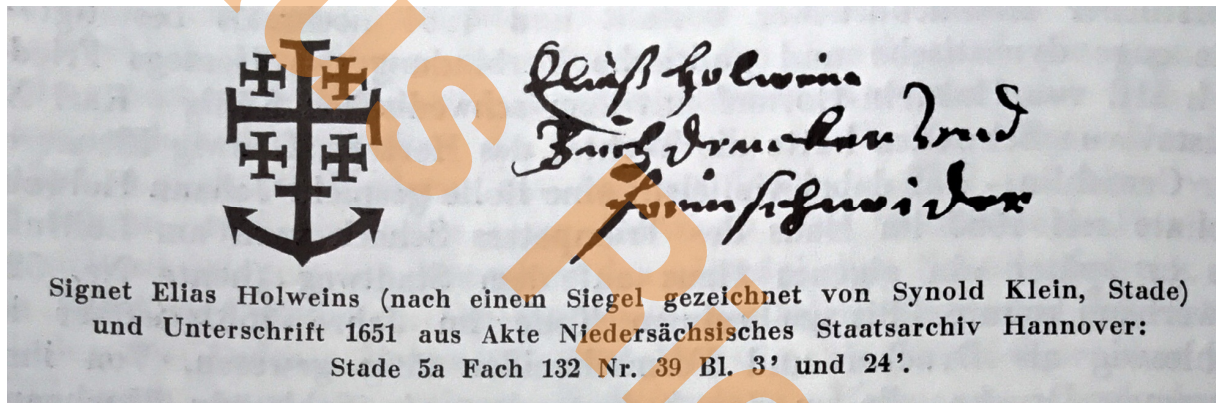 Eliaß Holwein
Buchdrucker Vnd
Formschneider
Signet Elias Holweins (nach einem Siegel gezeichnet von Synold Klein, Stade)
und Unterschrift 1651 aus Akte Niedersächsisches Staatsarchiv Hannover:
Stade 5a Fach 132 Nr. 39 Bl. 3' und 24'.